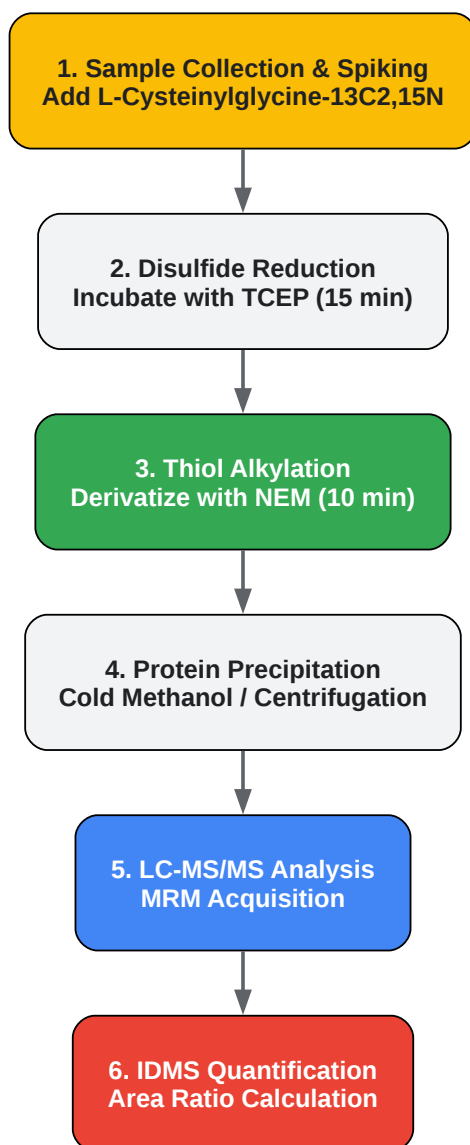 1. Sample Collection & Spiking
Add L-Cysteinylglycine-13C2,15N
2. Disulfide Reduction
Incubate with TCEP (15 min)
3. Thiol Alkylation
Derivatize with NEM (10 min)
4. Protein Precipitation
Cold Methanol / Centrifugation
5. LC-MS/MS Analysis
MRM Acquisition
6. IDMS Quantification
Area Ratio Calculation